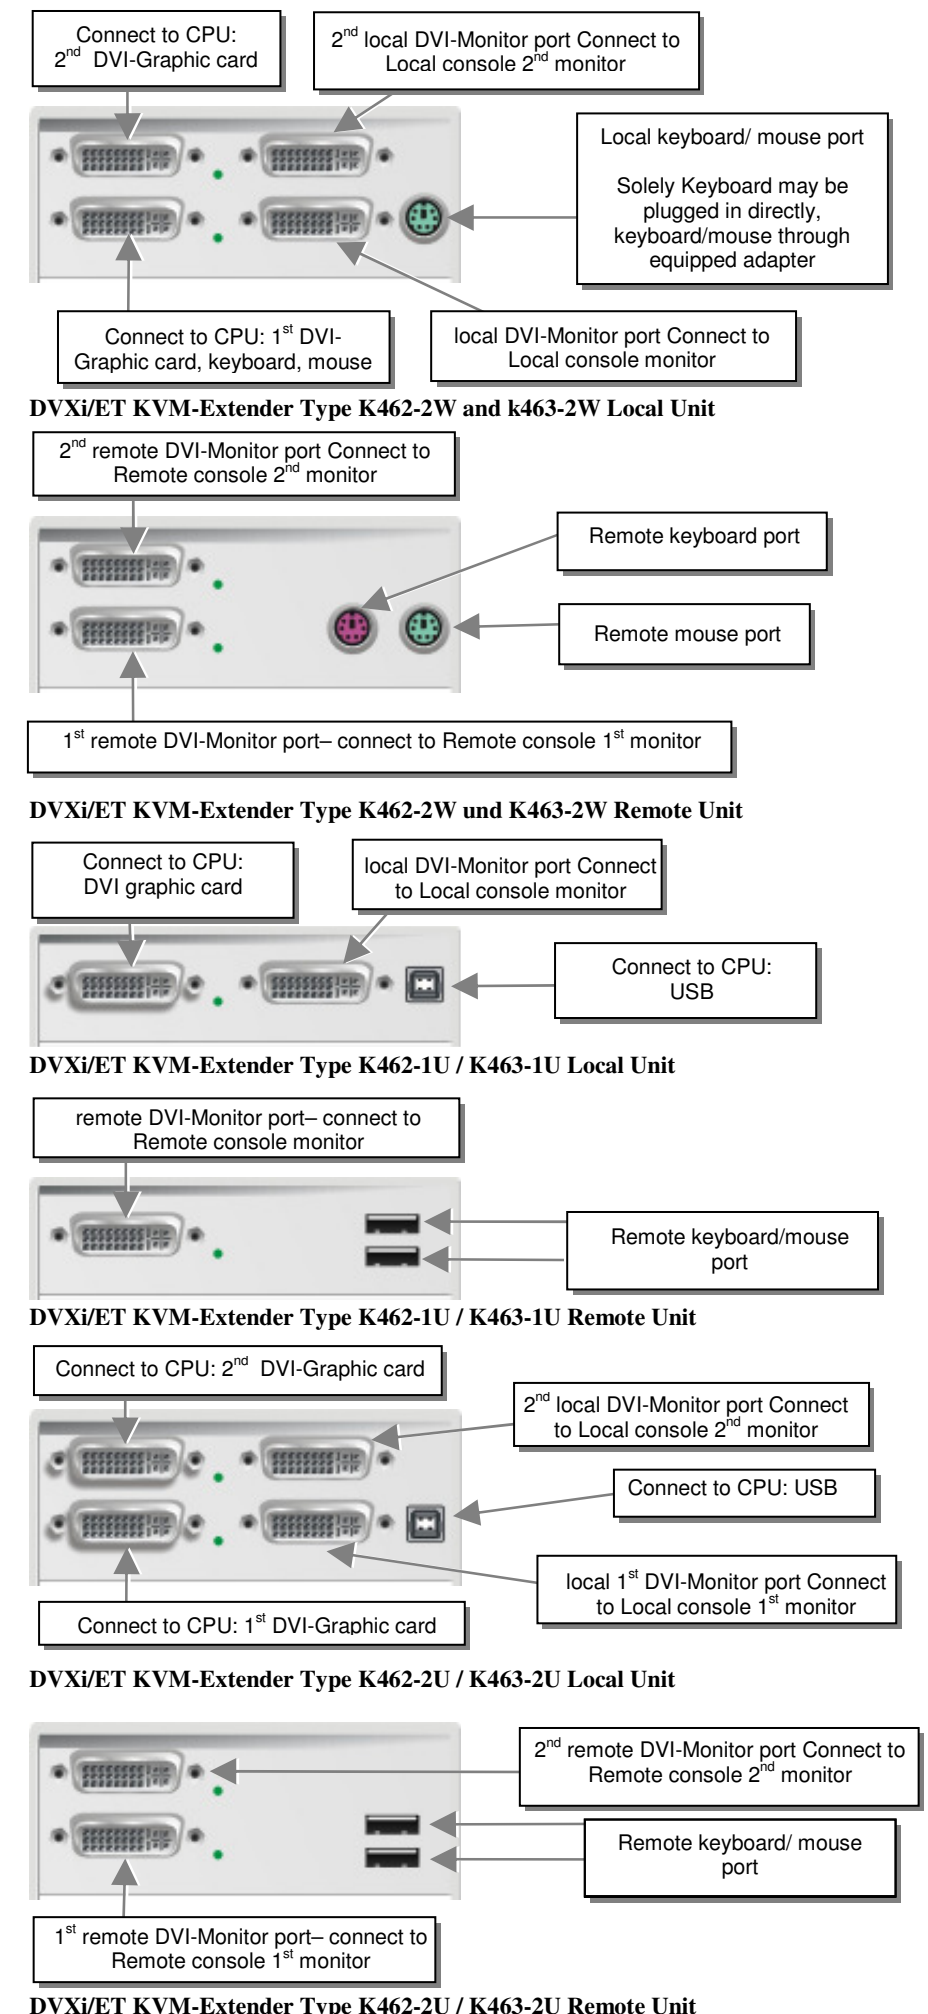 Connect to CPU:
2nd DVI-Graphic card
2nd local DVI-Monitor port Connect to
Local console 2nd monitor
Local keyboard/ mouse port
Solely Keyboard may be
plugged in directly,
keyboard/mouse through
equipped adapter
Connect to CPU: 1st DVI-
Graphic card, keyboard, mouse
local DVI-Monitor port Connect to
Local console monitor
DVXi/ET KVM-Extender Type K462-2W and k463-2W Local Unit
2nd remote DVI-Monitor port Connect to
Remote console 2nd monitor
Remote keyboard port
Remote mouse port
1st remote DVI-Monitor port– connect to Remote console 1st monitor
DVXi/ET KVM-Extender Type K462-2W und K463-2W Remote Unit
Connect to CPU:
DVI graphic card
local DVI-Monitor port Connect
to Local console monitor
Connect to CPU:
USB
DVXi/ET KVM-Extender Type K462-1U / K463-1U Local Unit
remote DVI-Monitor port– connect to
Remote console monitor
Remote keyboard/mouse
port
DVXi/ET KVM-Extender Type K462-1U / K463-1U Remote Unit
Connect to CPU: 2nd DVI-Graphic card
2nd local DVI-Monitor port Connect
to Local console 2nd monitor
Connect to CPU: USB
local 1st DVI-Monitor port Connect
to Local console 1st monitor
Connect to CPU: 1st DVI-Graphic card
DVXi/ET KVM-Extender Type K462-2U / K463-2U Local Unit
2nd remote DVI-Monitor port Connect to
Remote console 2nd monitor
Remote keyboard/ mouse
port
1st remote DVI-Monitor port– connect to
Remote console 1st monitor
DVXi/ET KVM-Extender Type K462-2U / K463-2U Remote Unit